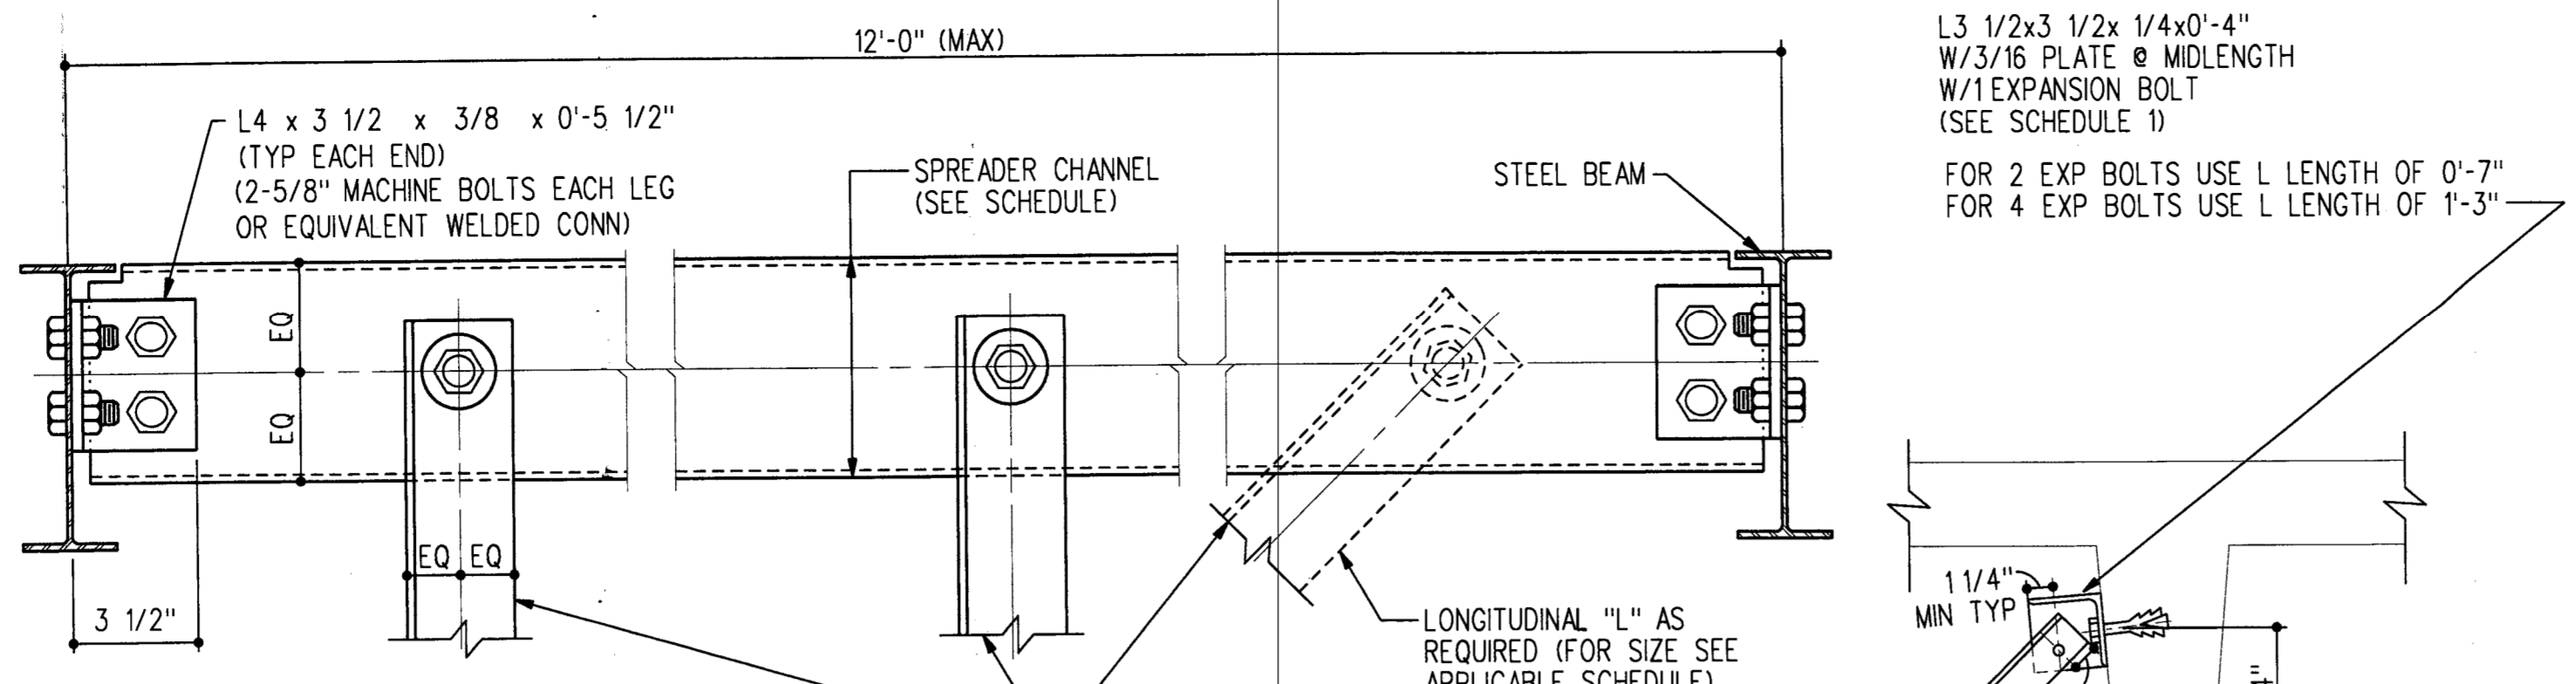 12'-0" (MAX)
L4 x 3 1/2 x 3/8 x 0'-5 1/2"
(TYP EACH END)
(2-5/8" MACHINE BOLTS EACH LEG
OR EQUIVALENT WELDED CONN)
SPREADER CHANNEL
(SEE SCHEDULE)
STEEL BEAM
L3 1/2x3 1/2x 1/4x0'-4"
W/3/16 PLATE @ MIDLENGTH
W/1 EXPANSION BOLT
(SEE SCHEDULE 1)
FOR 2 EXP BOLTS USE L LENGTH OF 0'-7"
FOR 4 EXP BOLTS USE L LENGTH OF 1'-3"
EQ
EQ
EQ EQ
3 1/2"
LONGITUDINAL "L" AS
REQUIRED (FOR SIZE SEE
APPLICABLE SCHEDULE)
1 1/4"
MIN TYP